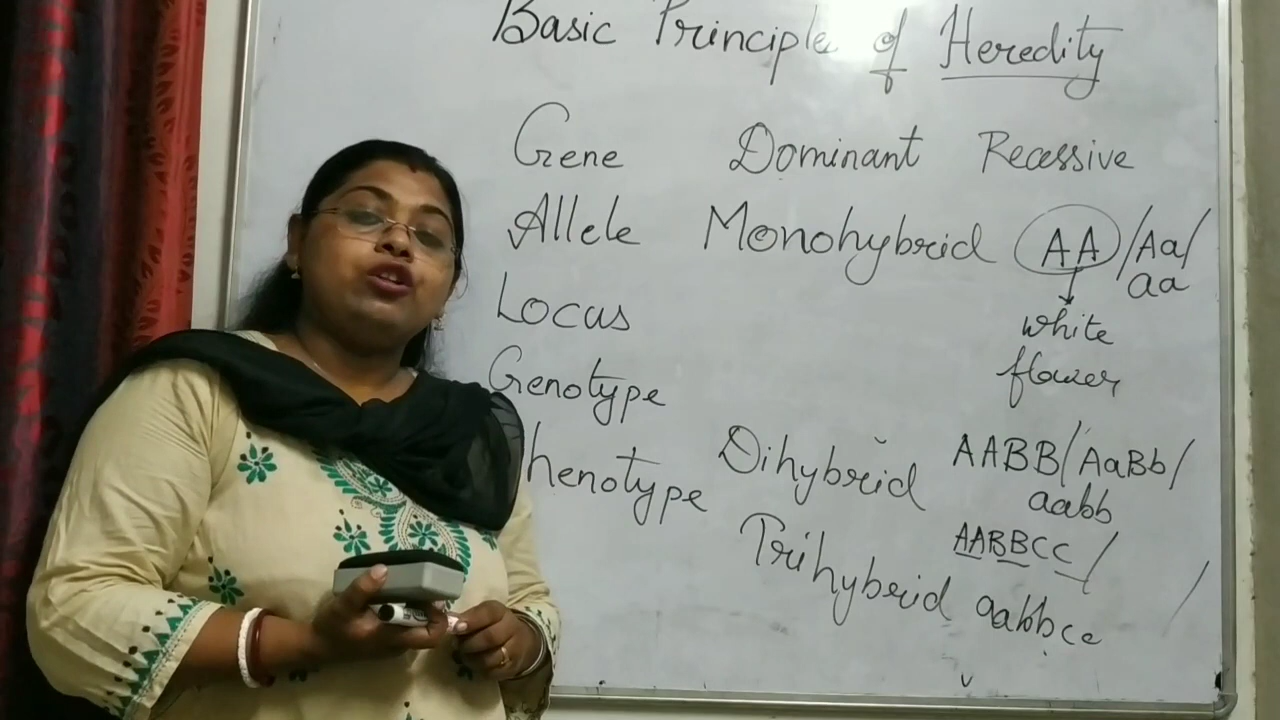 Basic Principle of Heredity
Gene Dominant Recessive
Allele Monohybrid AA/Aa/
aa
Locus white
flower
Genotype
henotype Dihybrid AABB/AaBb/
aabb
Trihybrid AABBCC/
aabbcc